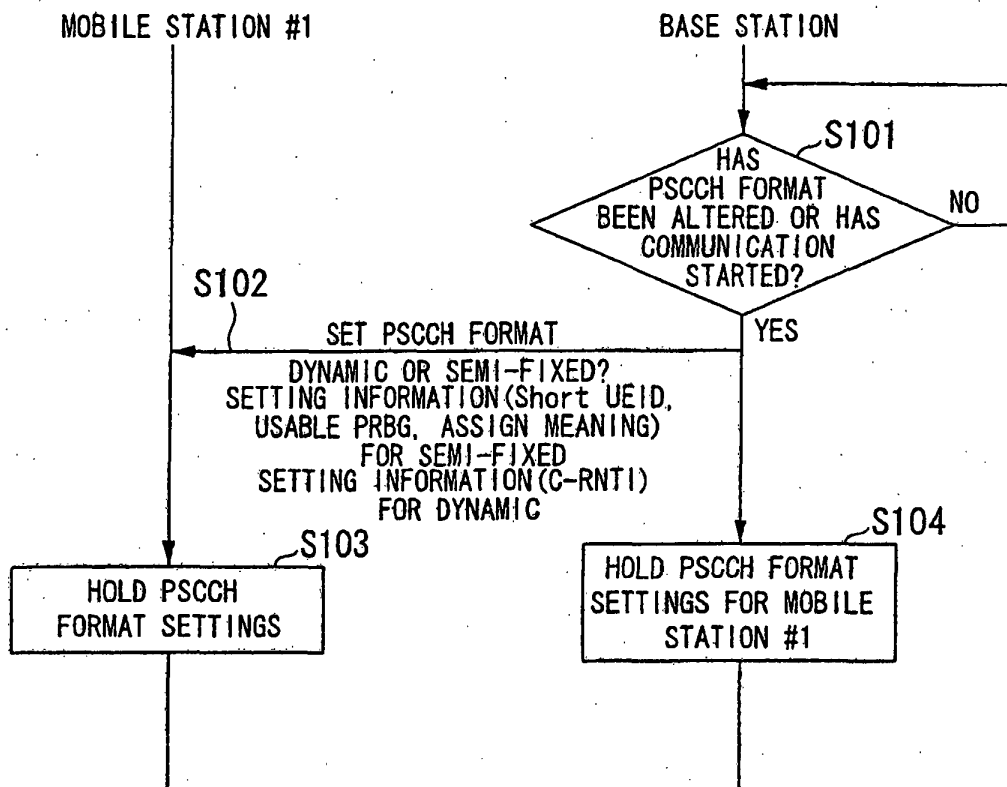 MOBILE STATION #1
BASE STATION
S101
HAS
PSCCH FORMAT
BEEN ALTERED OR HAS
COMMUNICATION
STARTED?
NO
YES
S102
SET PSCCH FORMAT
DYNAMIC OR SEMI-FIXED?
SETTING INFORMATION(Short UEID,
USABLE PRBG, ASSIGN MEANING)
FOR SEMI-FIXED
SETTING INFORMATION(C-RNTI)
FOR DYNAMIC
S103
HOLD PSCCH
FORMAT SETTINGS
S104
HOLD PSCCH FORMAT
SETTINGS FOR MOBILE
STATION #1